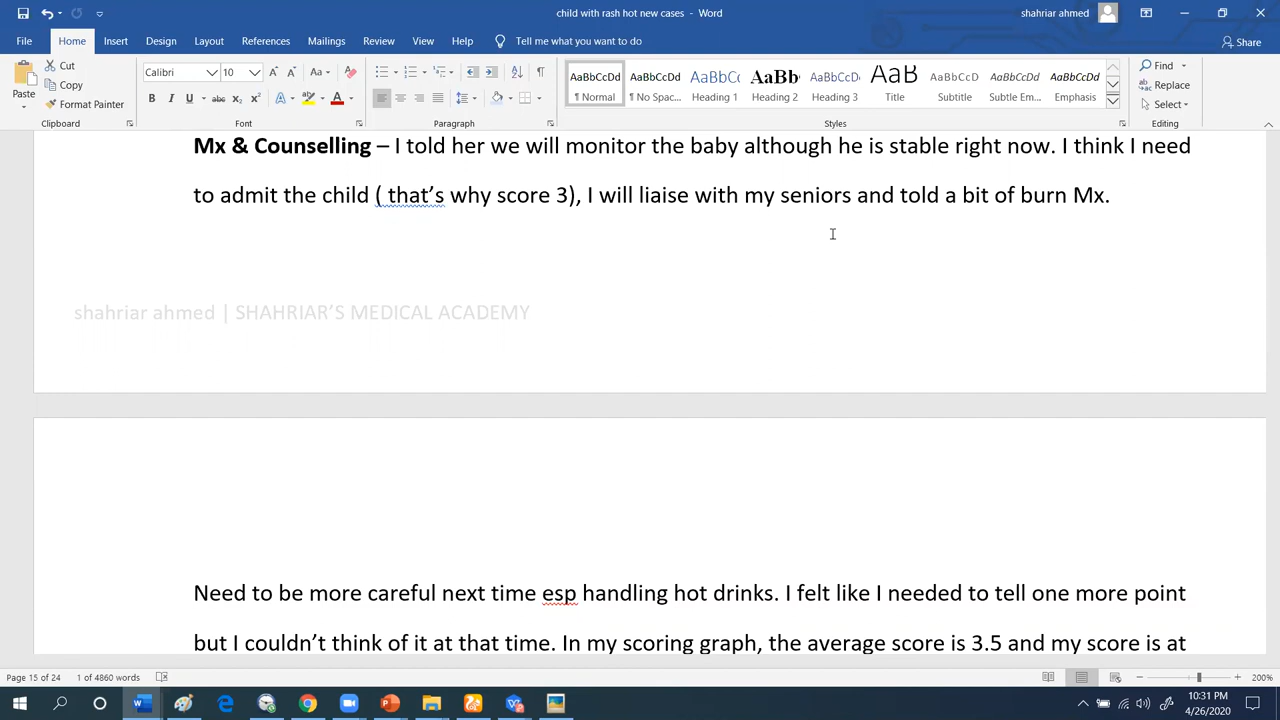 child with rash hot new cases - Word
shahriar ahmed
File Home Insert Design Layout References Mailings Review View Help Tell me what you want to do
Share
Paste
Cut
Copy
Format Painter
Clipboard
Calibri 10
Font
Paragraph
AaBbCcDd AaBbCcDd AaBbC AaBb AaBbCcD AaB AaBbCcD AaBbCcDd AaBbCcDd
¶ Normal ¶ No Spac... Heading 1 Heading 2 Heading 3 Title Subtitle Subtle Em... Emphasis
Styles
Find
Replace
Select
Editing
Mx & Counselling – I told her we will monitor the baby although he is stable right now. I think I need
to admit the child ( that’s why score 3), I will liaise with my seniors and told a bit of burn Mx.
shahriar ahmed | SHAHRIAR’S MEDICAL ACADEMY
Need to be more careful next time esp handling hot drinks. I felt like I needed to tell one more point
but I couldn’t think of it at that time. In my scoring graph, the average score is 3.5 and my score is at
Page 15 of 24 1 of 4860 words
200%
10:31 PM
4/26/2020